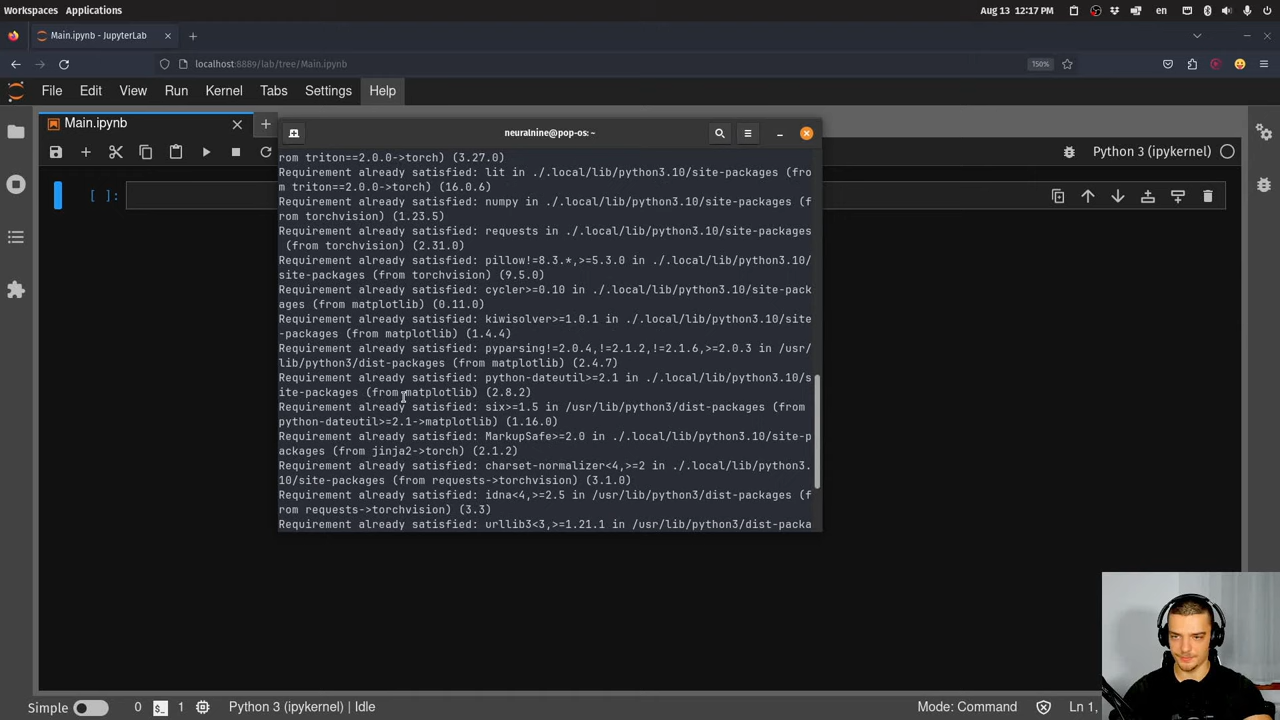 Workspaces Applications
Aug 13 12:17 PM
en
Main.ipynb - JupyterLab
localhost:8889/lab/tree/Main.ipynb
150%
File Edit View Run Kernel Tabs Settings Help
Main.ipynb
Python 3 (ipykernel)
[ ]:
neuralnine@pop-os: ~
rom triton==2.0.0->torch) (3.27.0)
Requirement already satisfied: lit in ./.local/lib/python3.10/site-packages (fro
m triton==2.0.0->torch) (16.0.6)
Requirement already satisfied: numpy in ./.local/lib/python3.10/site-packages (f
rom torchvision) (1.23.5)
Requirement already satisfied: requests in ./.local/lib/python3.10/site-packages
(from torchvision) (2.31.0)
Requirement already satisfied: pillow!=8.3.*,>=5.3.0 in ./.local/lib/python3.10/
site-packages (from torchvision) (9.5.0)
Requirement already satisfied: cycler>=0.10 in ./.local/lib/python3.10/site-pack
ages (from matplotlib) (0.11.0)
Requirement already satisfied: kiwisolver>=1.0.1 in ./.local/lib/python3.10/site
-packages (from matplotlib) (1.4.4)
Requirement already satisfied: pyparsing!=2.0.4,!=2.1.2,!=2.1.6,>=2.0.3 in /usr/
lib/python3/dist-packages (from matplotlib) (2.4.7)
Requirement already satisfied: python-dateutil>=2.1 in ./.local/lib/python3.10/s
ite-packages (from matplotlib) (2.8.2)
Requirement already satisfied: six>=1.5 in /usr/lib/python3/dist-packages (from
python-dateutil>=2.1->matplotlib) (1.16.0)
Requirement already satisfied: MarkupSafe>=2.0 in ./.local/lib/python3.10/site-p
ackages (from jinja2->torch) (2.1.2)
Requirement already satisfied: charset-normalizer<4,>=2 in ./.local/lib/python3.
10/site-packages (from requests->torchvision) (3.1.0)
Requirement already satisfied: idna<4,>=2.5 in /usr/lib/python3/dist-packages (f
rom requests->torchvision) (3.3)
Requirement already satisfied: urllib3<3,>=1.21.1 in /usr/lib/python3/dist-packa
Simple 0 1 Python 3 (ipykernel) | Idle
Mode: Command Ln 1,